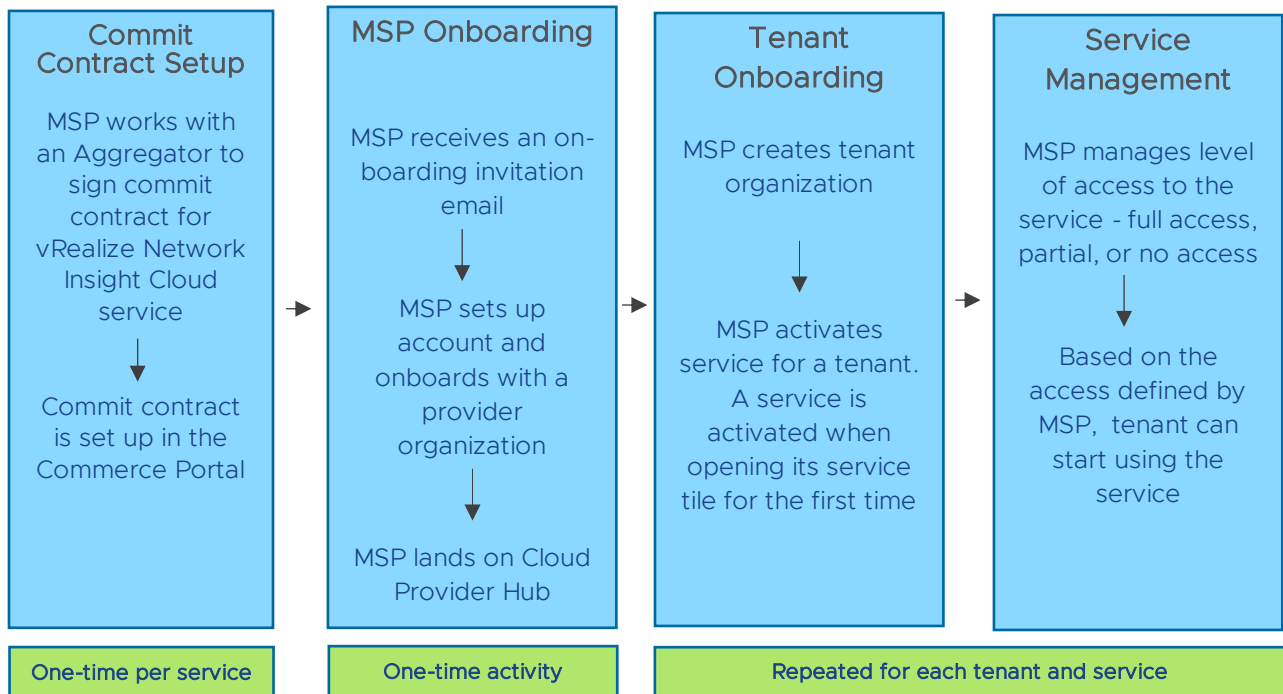 Commit
Contract Setup
MSP works with
an Aggregator to
sign commit
contract for
vRealize Network
Insight Cloud
service
Commit contract
is set up in the
Commerce Portal
One-time per service
MSP Onboarding
MSP receives an on-
boarding invitation
email
MSP sets up
account and
onboards with a
provider
organization
MSP lands on Cloud
Provider Hub
One-time activity
Tenant
Onboarding
MSP creates tenant
organization
MSP activates
service for a tenant.
A service is
activated when
opening its service
tile for the first time
Service
Management
MSP manages level
of access to the
service - full access,
partial, or no access
Based on the
access defined by
MSP, tenant can
start using the
service
Repeated for each tenant and service